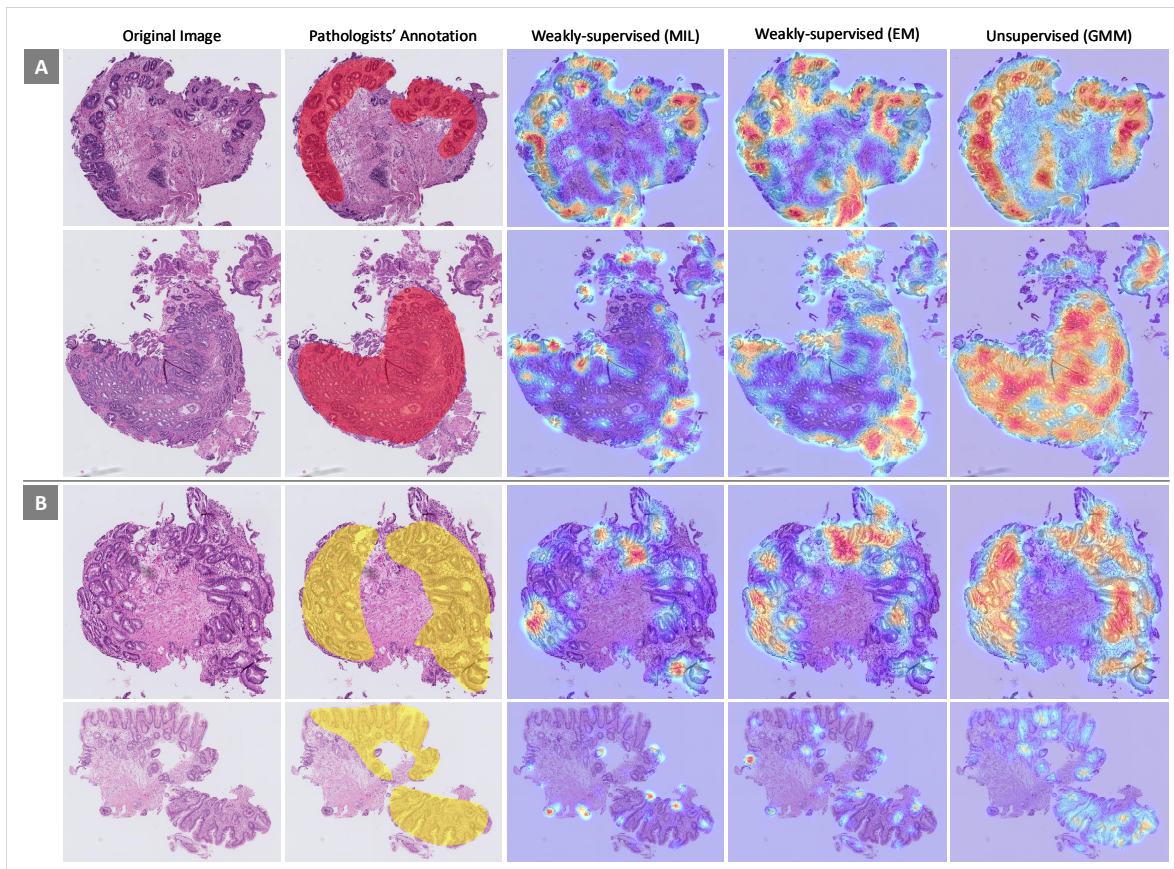 Original Image
Pathologists' Annotation
Weakly-supervised (MIL)
Weakly-supervised (EM)
Unsupervised (GMM)
A
B